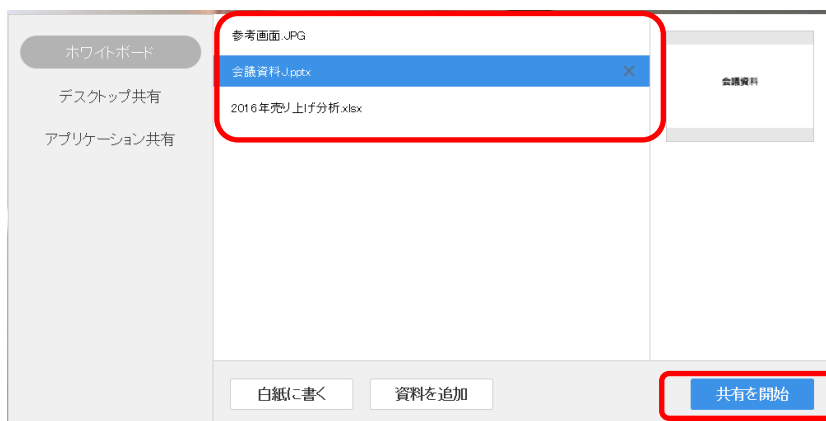 ホワイトボード
デスクトップ共有
アプリケーション共有
参考画面.JPG
会議資料J.pptx
2016年売り上げ分析.xlsx
会議資料
白紙に書く
資料を追加
共有を開始